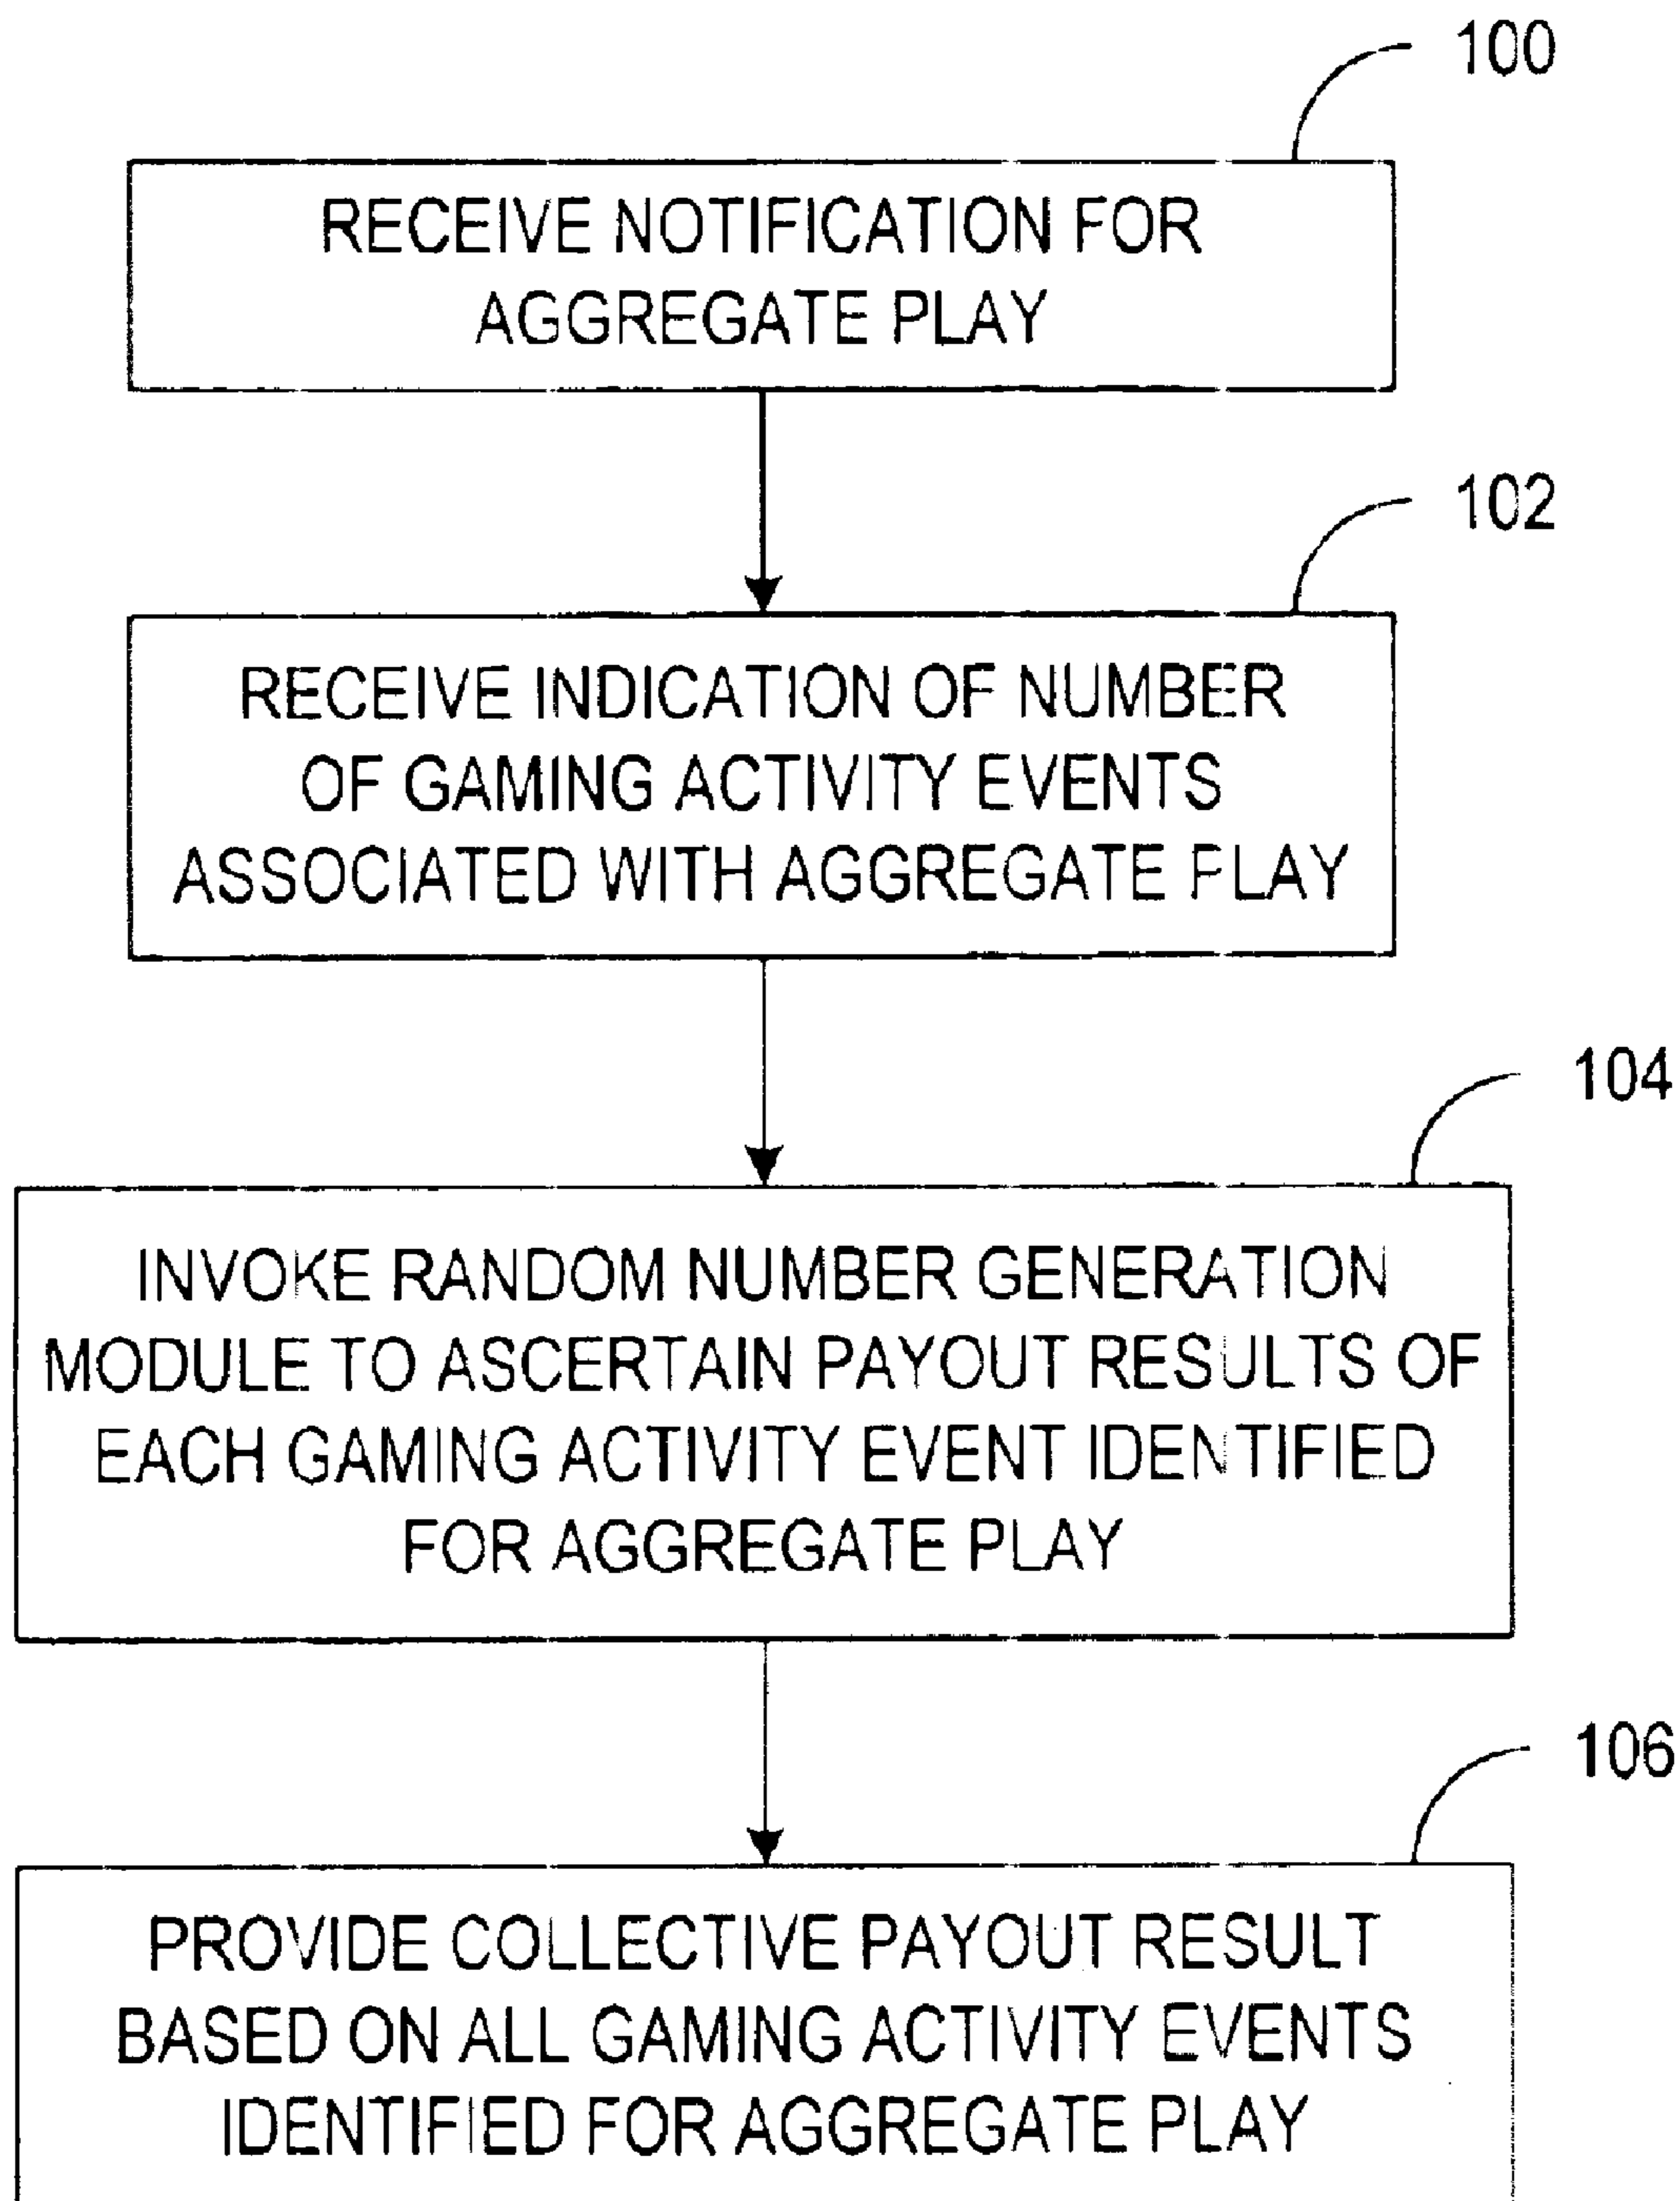 100
RECEIVE NOTIFICATION FOR
AGGREGATE PLAY
102
RECEIVE INDICATION OF NUMBER
OF GAMING ACTIVITY EVENTS
ASSOCIATED WITH AGGREGATE PLAY
104
INVOKE RANDOM NUMBER GENERATION
MODULE TO ASCERTAIN PAYOUT RESULTS OF
EACH GAMING ACTIVITY EVENT IDENTIFIED
FOR AGGREGATE PLAY
106
PROVIDE COLLECTIVE PAYOUT RESULT
BASED ON ALL GAMING ACTIVITY EVENTS
IDENTIFIED FOR AGGREGATE PLAY